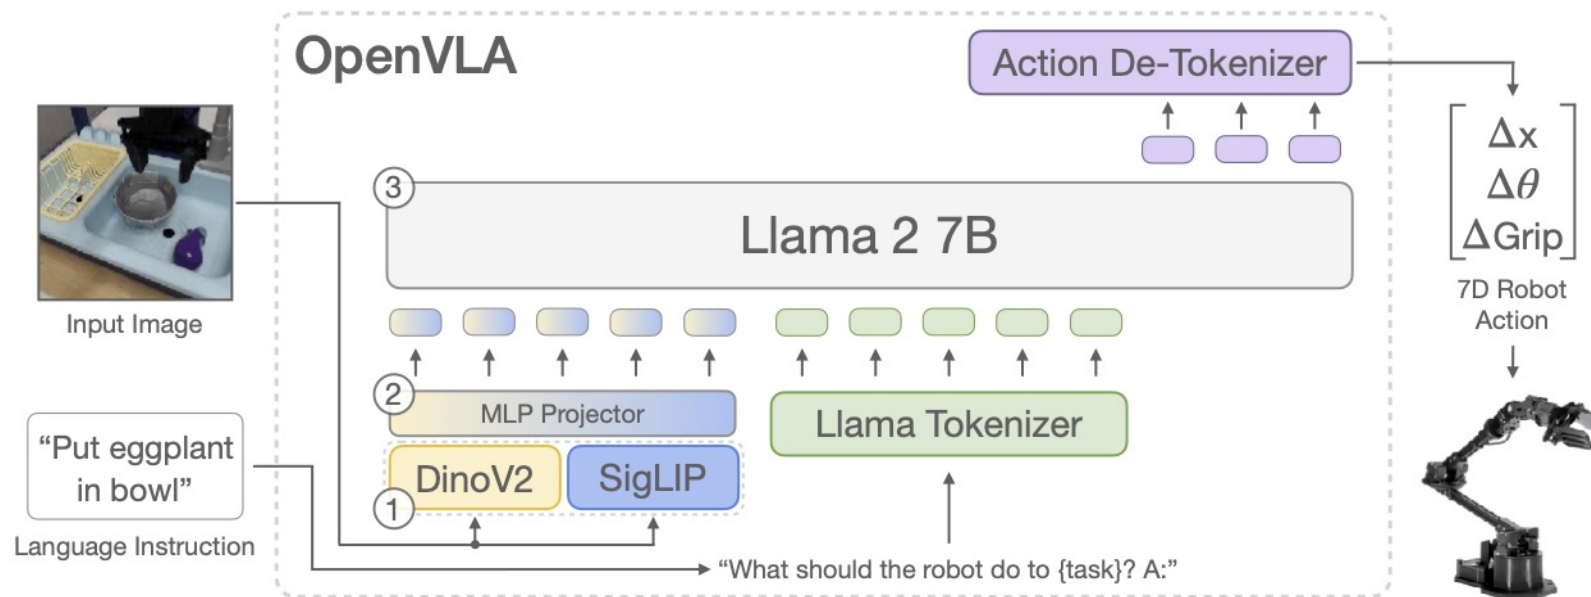 OpenVLA
Action De-Tokenizer
Δx
Δθ
ΔGrip
7D Robot
Action
3
Llama 2 7B
Input Image
2
MLP Projector
Llama Tokenizer
1
DinoV2
SigLIP
“Put eggplant
in bowl”
Language Instruction
“What should the robot do to {task}? A:”